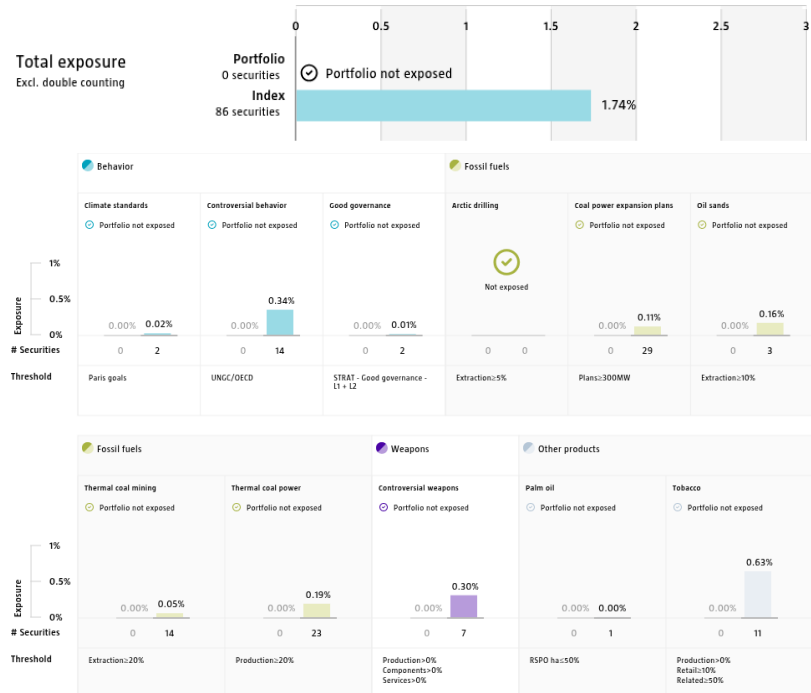 0 0.5 1 1.5 2 2.5 3
Total exposure
Excl. double counting
Portfolio
0 securities
Portfolio not exposed
Index
86 securities
1.74%
Behavior Fossil fuels
Climate standards Controversial behavior Good governance Arctic drilling Coal power expansion plans Oil sands
Portfolio not exposed Portfolio not exposed Portfolio not exposed Portfolio not exposed Portfolio not exposed
Not exposed
Exposure
1%
0.5%
0%
0.00% 0.02% 0.00% 0.34% 0.00% 0.01% 0.00% 0.11% 0.00% 0.16%
# Securities 0 2 0 14 0 2 0 0 0 29 0 3
Threshold Paris goals UNGC/OECD STRAT - Good governance - Extraction≥5% Plans≥300MW Extraction≥10%
L1 + L2
Fossil fuels Weapons Other products
Thermal coal mining Thermal coal power Controversial weapons Palm oil Tobacco
Portfolio not exposed Portfolio not exposed Portfolio not exposed Portfolio not exposed Portfolio not exposed
Exposure
1%
0.5%
0%
0.00% 0.05% 0.00% 0.19% 0.00% 0.30% 0.00% 0.00% 0.00% 0.63%
# Securities 0 14 0 23 0 7 0 1 0 11
Threshold Extraction≥20% Production≥20% Production>0% RSPO ha≤50% Production>0%
Components>0% Retail≥10%
Services>0% Related≥50%